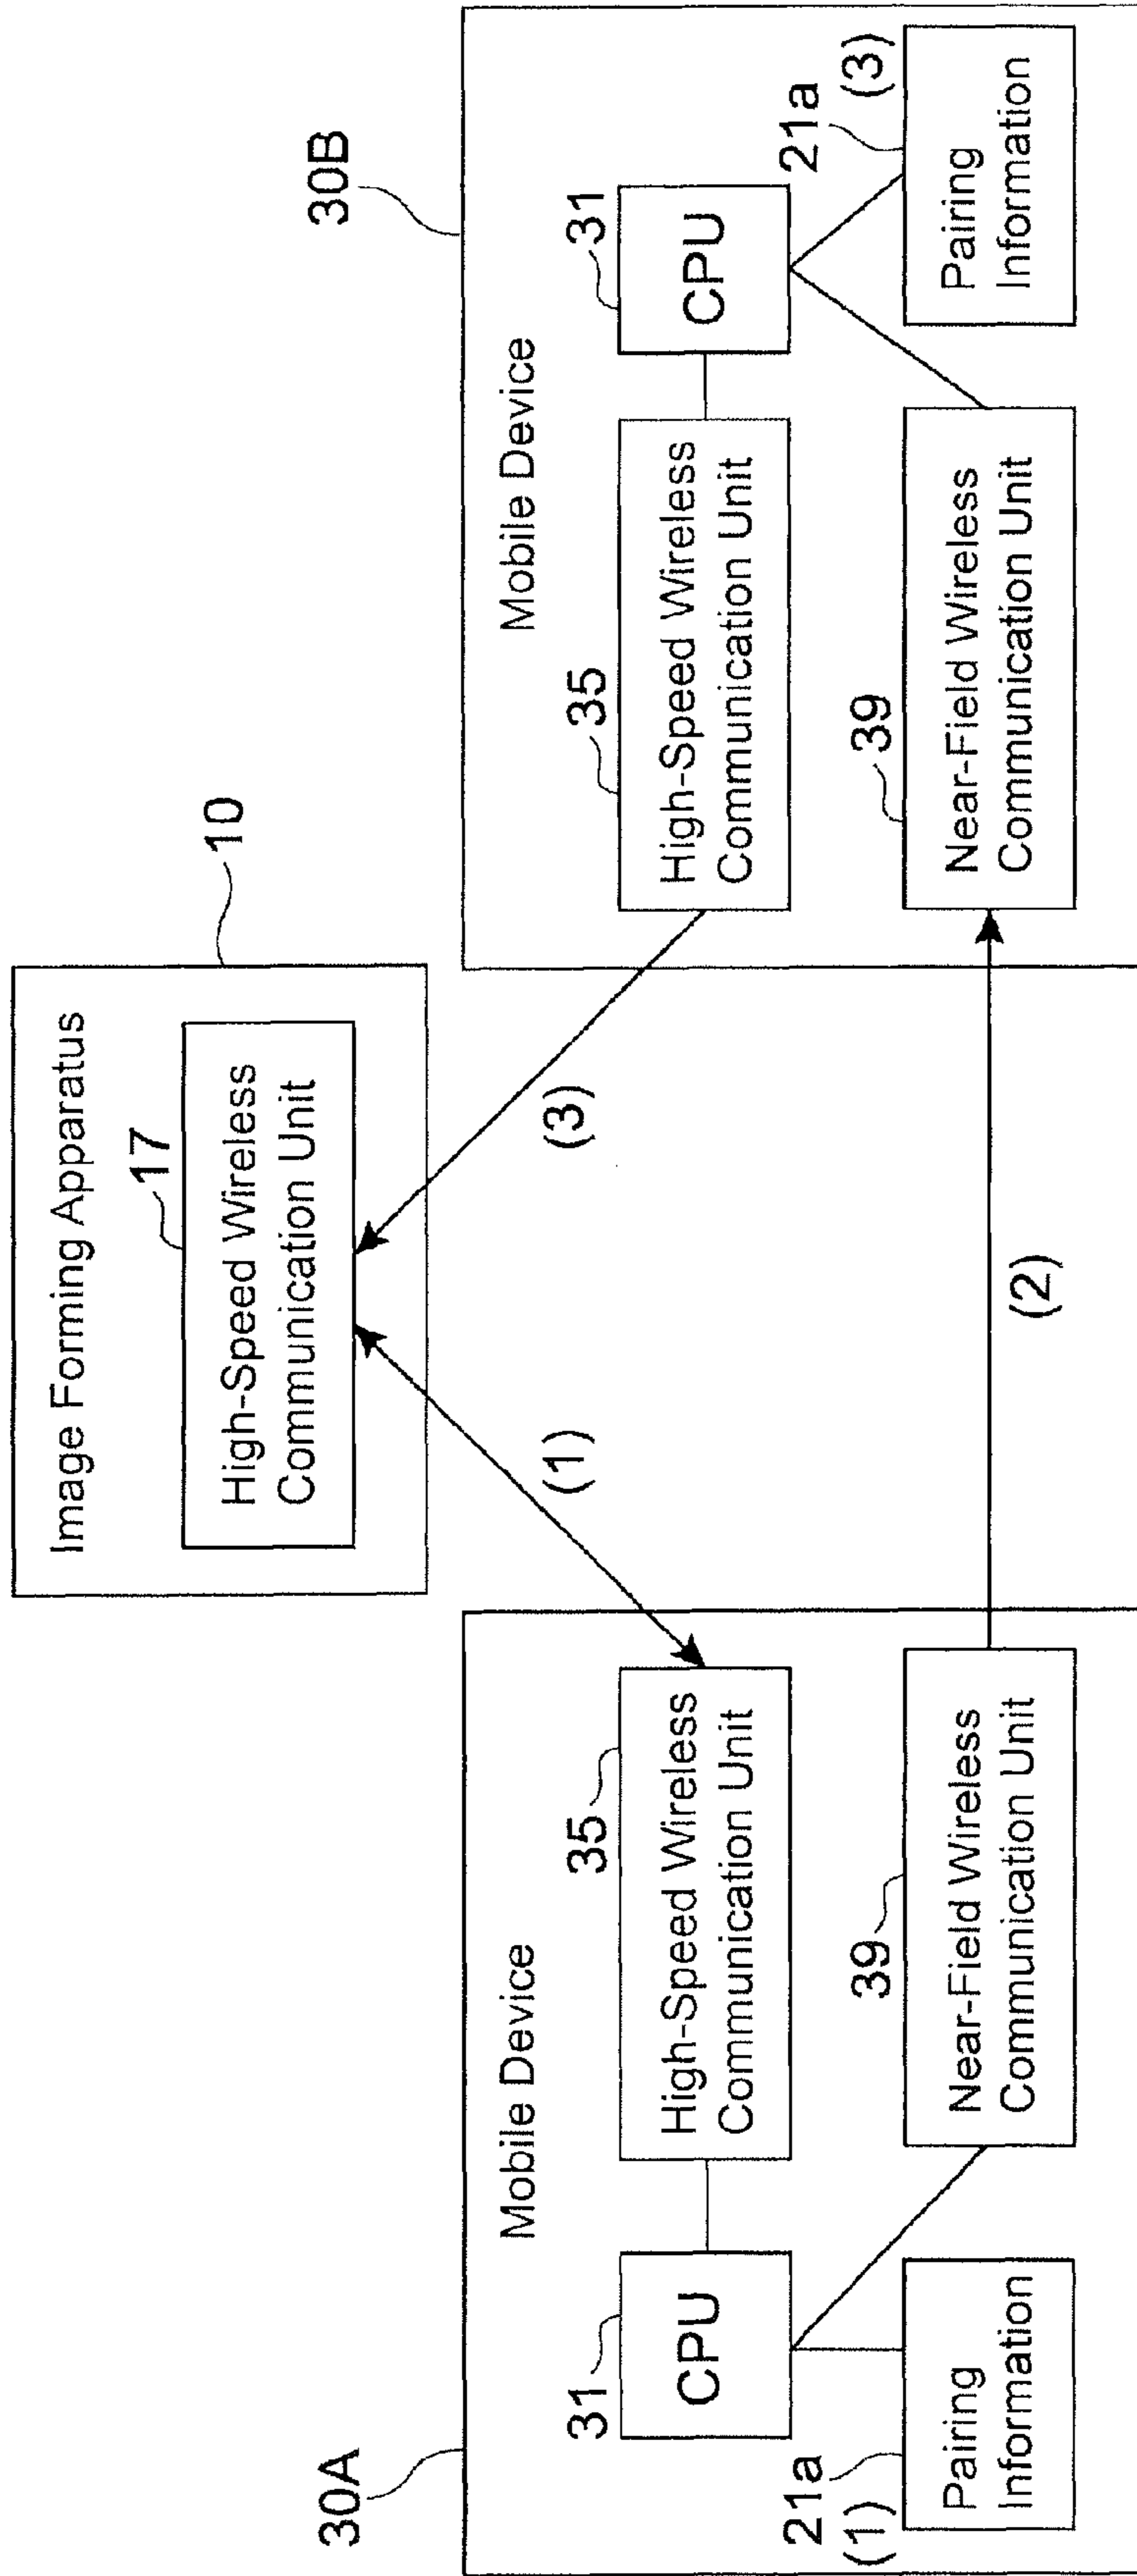 Image Forming Apparatus
10
17
High-Speed Wireless
Communication Unit
(1)
(3)
30A
Mobile Device
31
CPU
35
High-Speed Wireless
Communication Unit
21a
(1)
Pairing
Information
39
Near-Field Wireless
Communication Unit
(2)
30B
Mobile Device
35
High-Speed Wireless
Communication Unit
31
CPU
39
Near-Field Wireless
Communication Unit
21a
(3)
Pairing
Information